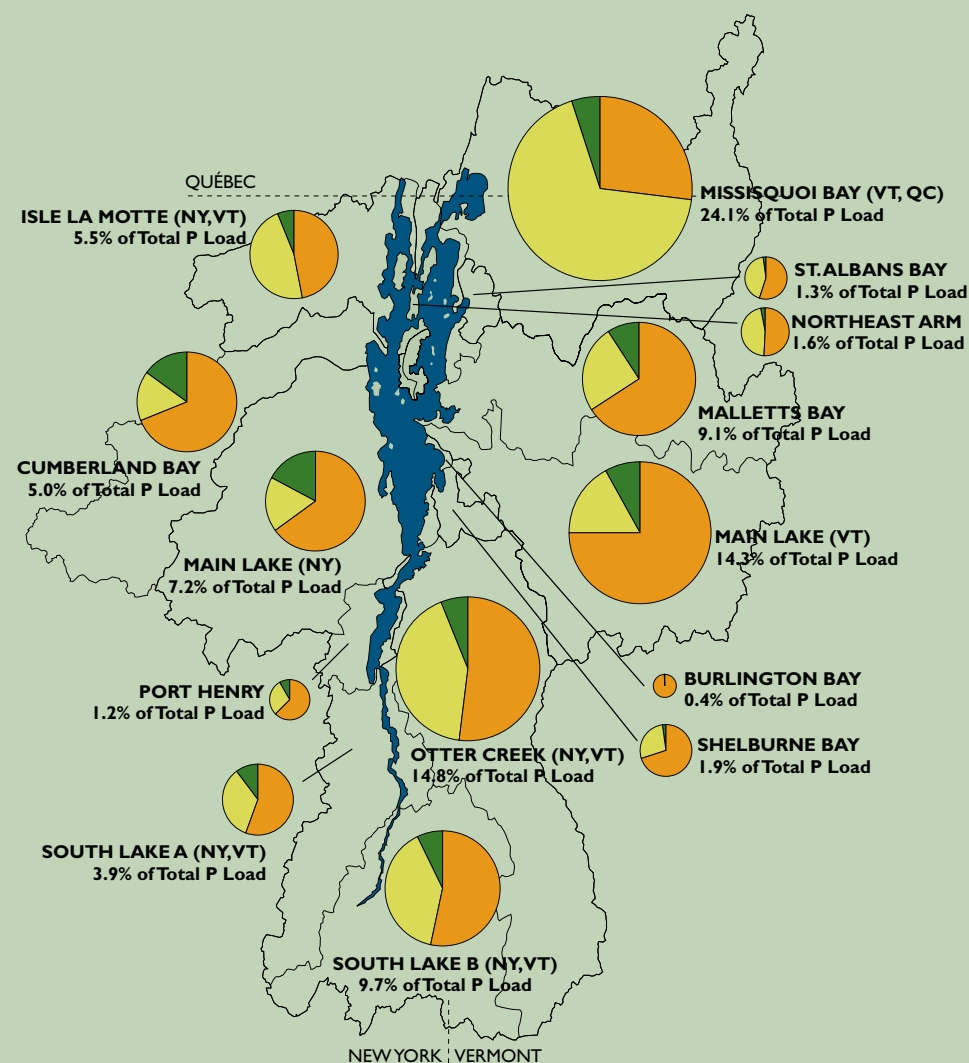 QUÉBEC
ISLE LA MOTTE (NY,VT)
5.5% of Total P Load
MISSISQUOI BAY (VT, QC)
24.1% of Total P Load
ST.ALBANS BAY
1.3% of Total P Load
NORTHEAST ARM
1.6% of Total P Load
MALLETTS BAY
9.1% of Total P Load
CUMBERLAND BAY
5.0% of Total P Load
MAIN LAKE (NY)
7.2% of Total P Load
MAIN LAKE (VT)
14.3% of Total P Load
PORT HENRY
1.2% of Total P Load
BURLINGTON BAY
0.4% of Total P Load
OTTER CREEK (NY,VT)
14.8% of Total P Load
SHELBURNE BAY
1.9% of Total P Load
SOUTH LAKE A (NY,VT)
3.9% of Total P Load
SOUTH LAKE B (NY,VT)
9.7% of Total P Load
NEW YORK VERMONT